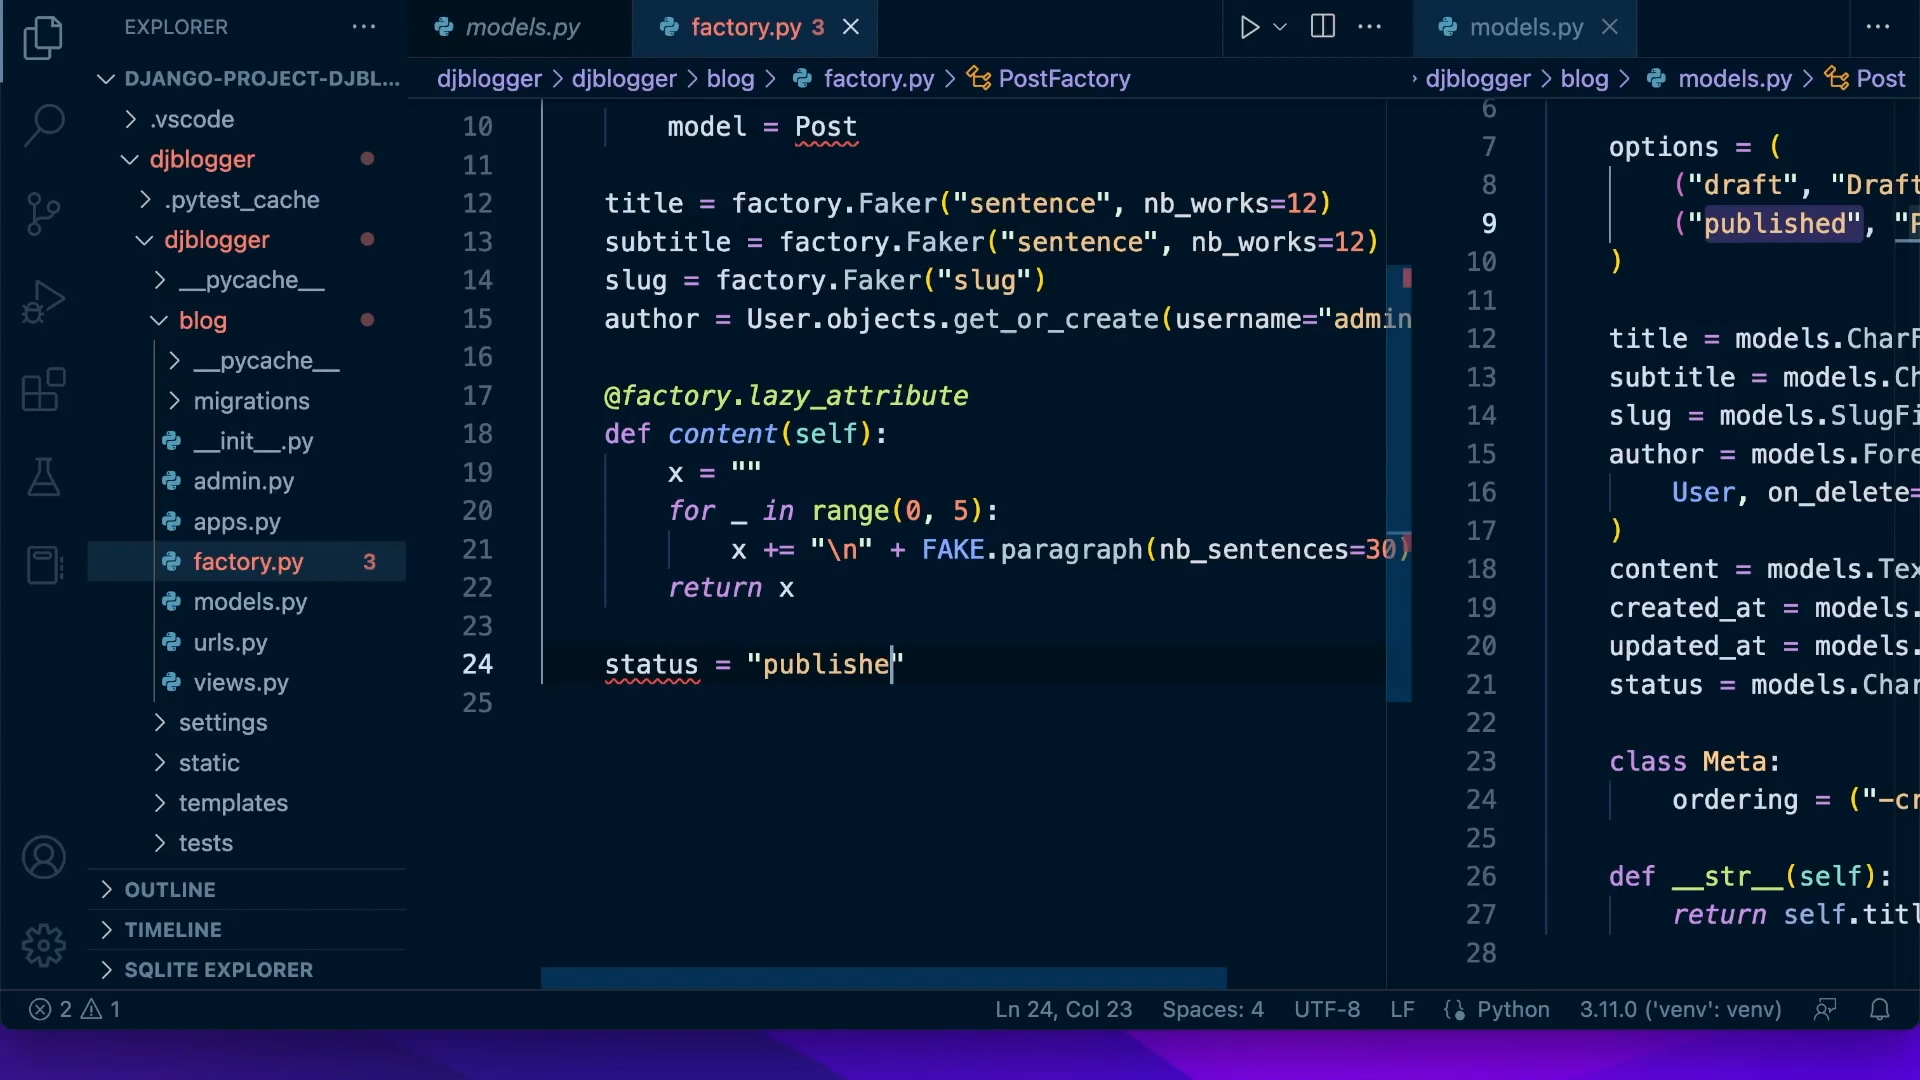 EXPLORER
DJANGO-PROJECT-DJBL...
.vscode
djblogger
.pytest_cache
djblogger
__pycache__
blog
__pycache__
migrations
__init__.py
admin.py
apps.py
factory.py 3
models.py
urls.py
views.py
settings
static
templates
tests
OUTLINE
TIMELINE
SQLITE EXPLORER
models.py
factory.py 3
djblogger > djblogger > blog > factory.py > PostFactory
10 model = Post
11
12 title = factory.Faker("sentence", nb_works=12)
13 subtitle = factory.Faker("sentence", nb_works=12)
14 slug = factory.Faker("slug")
15 author = User.objects.get_or_create(username="admin
16
17 @factory.lazy_attribute
18 def content(self):
19 x = ""
20 for _ in range(0, 5):
21 x += "\n" + FAKE.paragraph(nb_sentences=30)
22 return x
23
24 status = "publishe"
25
models.py
djblogger > blog > models.py > Post
6
7 options = (
8 ("draft", "Draft
9 ("published", "P
10 )
11
12 title = models.CharF
13 subtitle = models.Ch
14 slug = models.SlugFi
15 author = models.Fore
16 User, on_delete=
17 )
18 content = models.Tex
19 created_at = models.
20 updated_at = models.
21 status = models.Char
22
23 class Meta:
24 ordering = ("-cr
25
26 def __str__(self):
27 return self.titl
28
2 1
Ln 24, Col 23 Spaces: 4 UTF-8 LF Python 3.11.0 ('venv': venv)